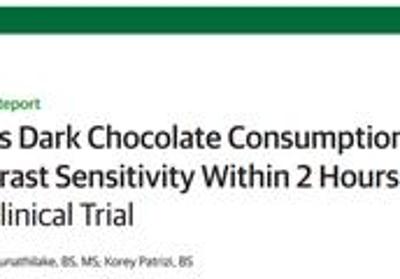 Report
s Dark Chocolate Consumption
rast Sensitivity Within 2 Hours
linical Trial
unathilake, BS, MS; Korey Patrizi, BS